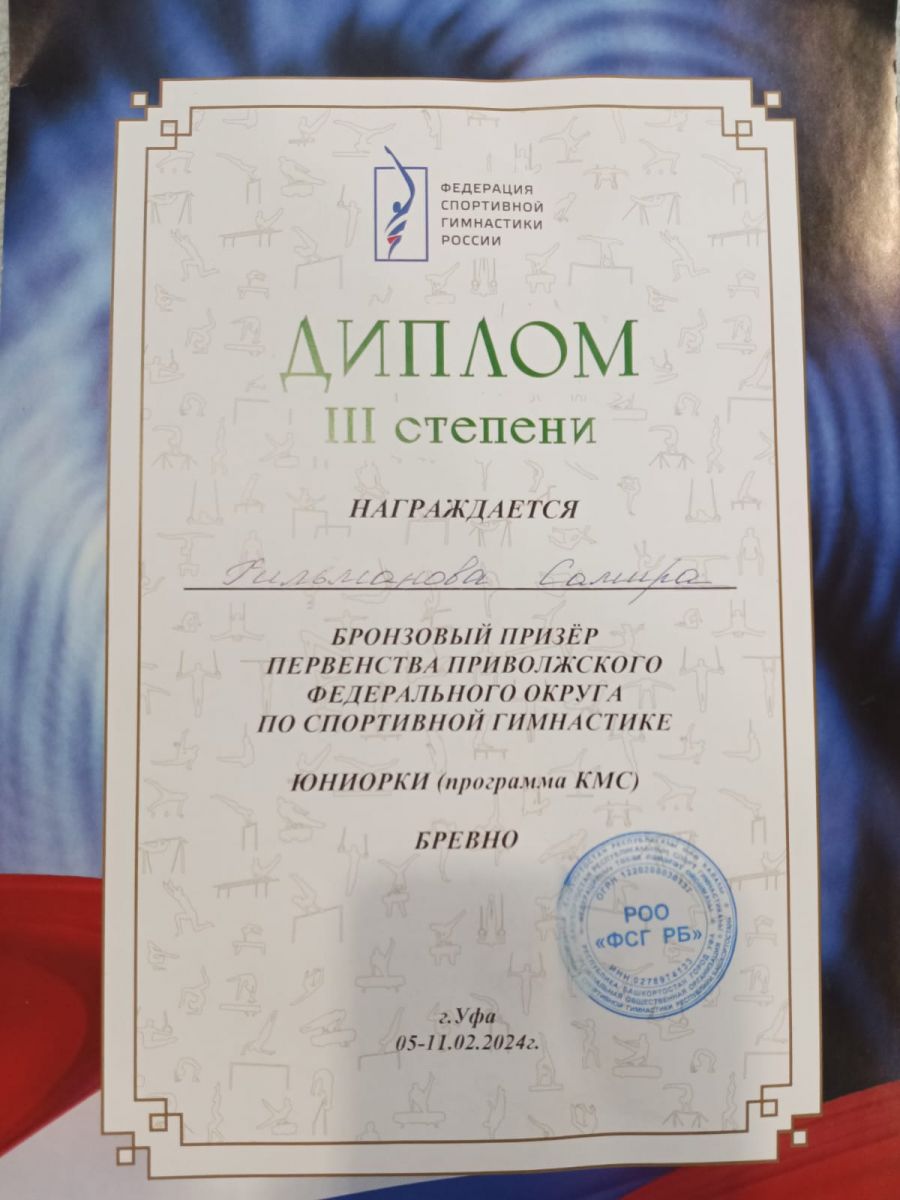 ФЕДЕРАЦИЯ
СПОРТИВНОЙ
ГИМНАСТИКИ
РОССИИ
ДИПЛОМ
III степени
НАГРАЖДАЕТСЯ
Самира
БРОНЗОВЫЙ ПРИЗЁР
ПЕРВЕНСТВА ПРИВОЛЖСКОГО
ФЕДЕРАЛЬНОГО ОКРУГА
ПО СПОРТИВНОЙ ГИМНАСТИКЕ
ЮНИОРКИ (программа КМС)
БРЕВНО
РОО
«ФСГ РБ»
г.Уфа
05-11.02.2024г.